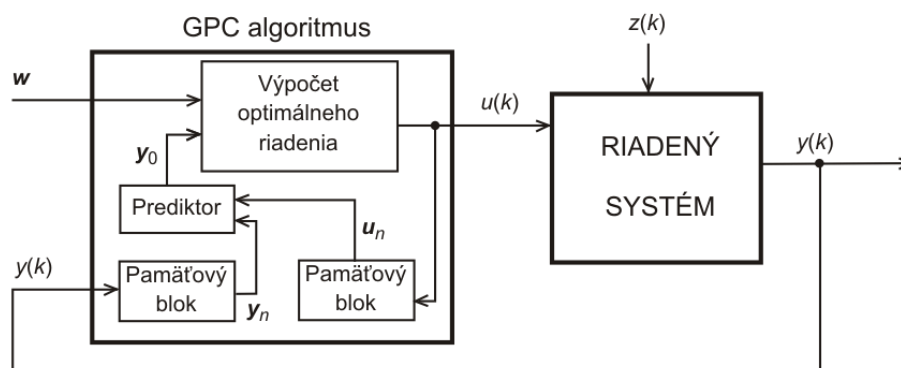 GPC algoritmus
z(k)
w
Výpočet
optimálneho
riadenia
u(k)
y0
RIADENÝ
SYSTÉM
y(k)
Prediktor
un
y(k)
Pamäťový
blok
yn
Pamäťový
blok